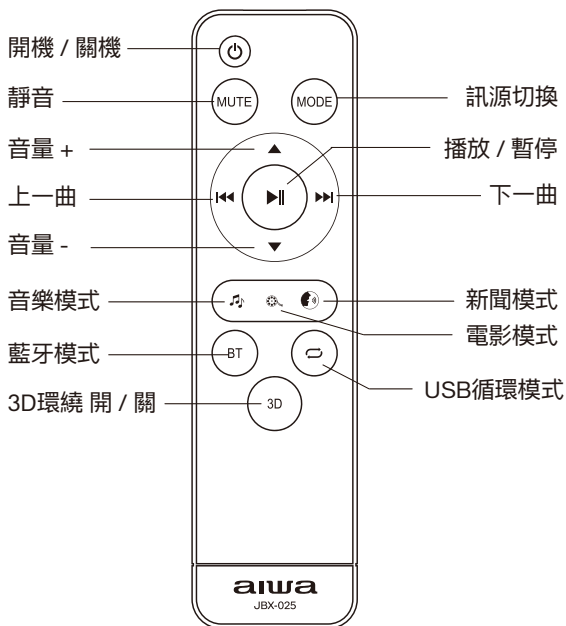 開機 / 關機
靜音
MUTE
MODE
訊源切換
音量 +
播放 / 暫停
上一曲
下一曲
音量 -
音樂模式
新聞模式
電影模式
藍牙模式
BT
USB循環模式
3D環繞 開 / 關
3D
aiwa
JBX-025